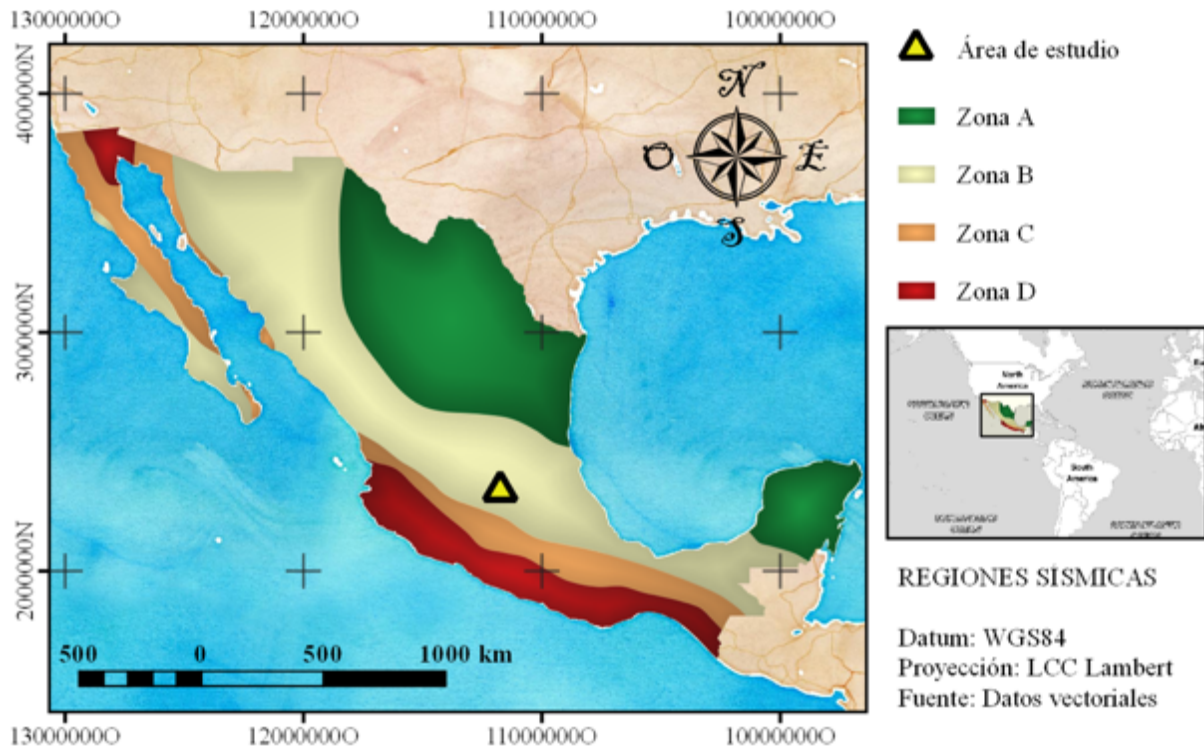 13000000O 12000000O 11000000O 10000000O
4000000N
3000000N
2000000N
N
O E
S
500 0 500 1000 km
13000000O 12000000O 11000000O 10000000O
Área de estudio
Zona A
Zona B
Zona C
Zona D
North
America
South
America
REGIONES SÍSMICAS
Datum: WGS84
Proyección: LCC Lambert
Fuente: Datos vectoriales